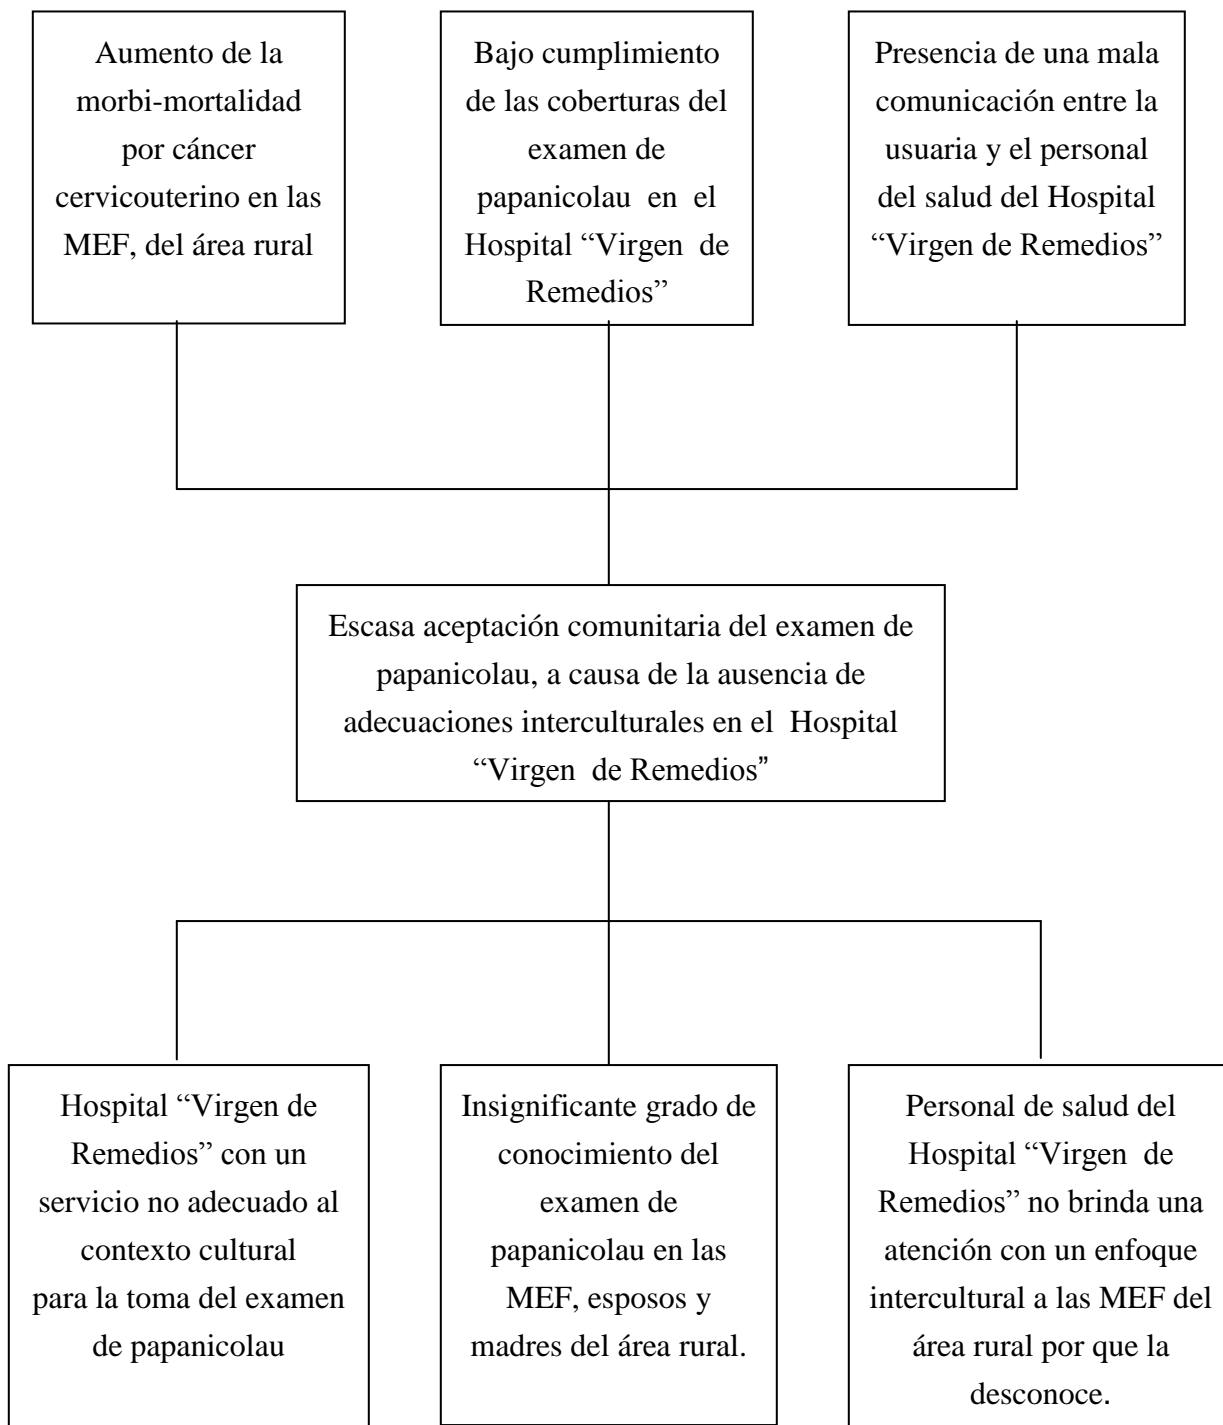 Aumento de la
morbi-mortalidad
por cáncer
cervicouterino en las
MEF, del área rural
Bajo cumplimiento
de las coberturas del
examen de
papanicolau en el
Hospital “Virgen de
Remedios”
Presencia de una mala
comunicación entre la
usuaria y el personal
del salud del Hospital
“Virgen de Remedios”
Escasa aceptación comunitaria del examen de
papanicolau, a causa de la ausencia de
adecuaciones interculturales en el Hospital
“Virgen de Remedios”
Hospital “Virgen de
Remedios” con un
servicio no adecuado al
contexto cultural
para la toma del examen
de papanicolau
Insignificante grado de
conocimiento del
examen de
papanicolau en las
MEF, esposos y
madres del área rural.
Personal de salud del
Hospital “Virgen de
Remedios” no brinda una
atención con un enfoque
intercultural a las MEF del
área rural por que la
desconoce.